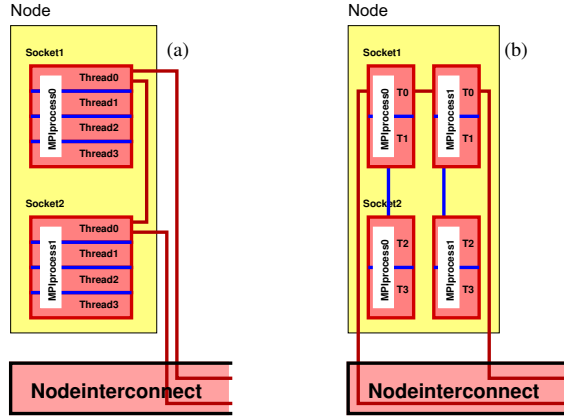 Node
(a)
Socket1
MPIprocess0
Thread0
Thread1
Thread2
Thread3
Socket2
MPIprocess1
Thread0
Thread1
Thread2
Thread3
Nodeinterconnect
Node
(b)
Socket1
MPIprocess0
T0
T1
MPIprocess1
T0
T1
Socket2
MPIprocess0
T2
T3
MPIprocess1
T2
T3
Nodeinterconnect